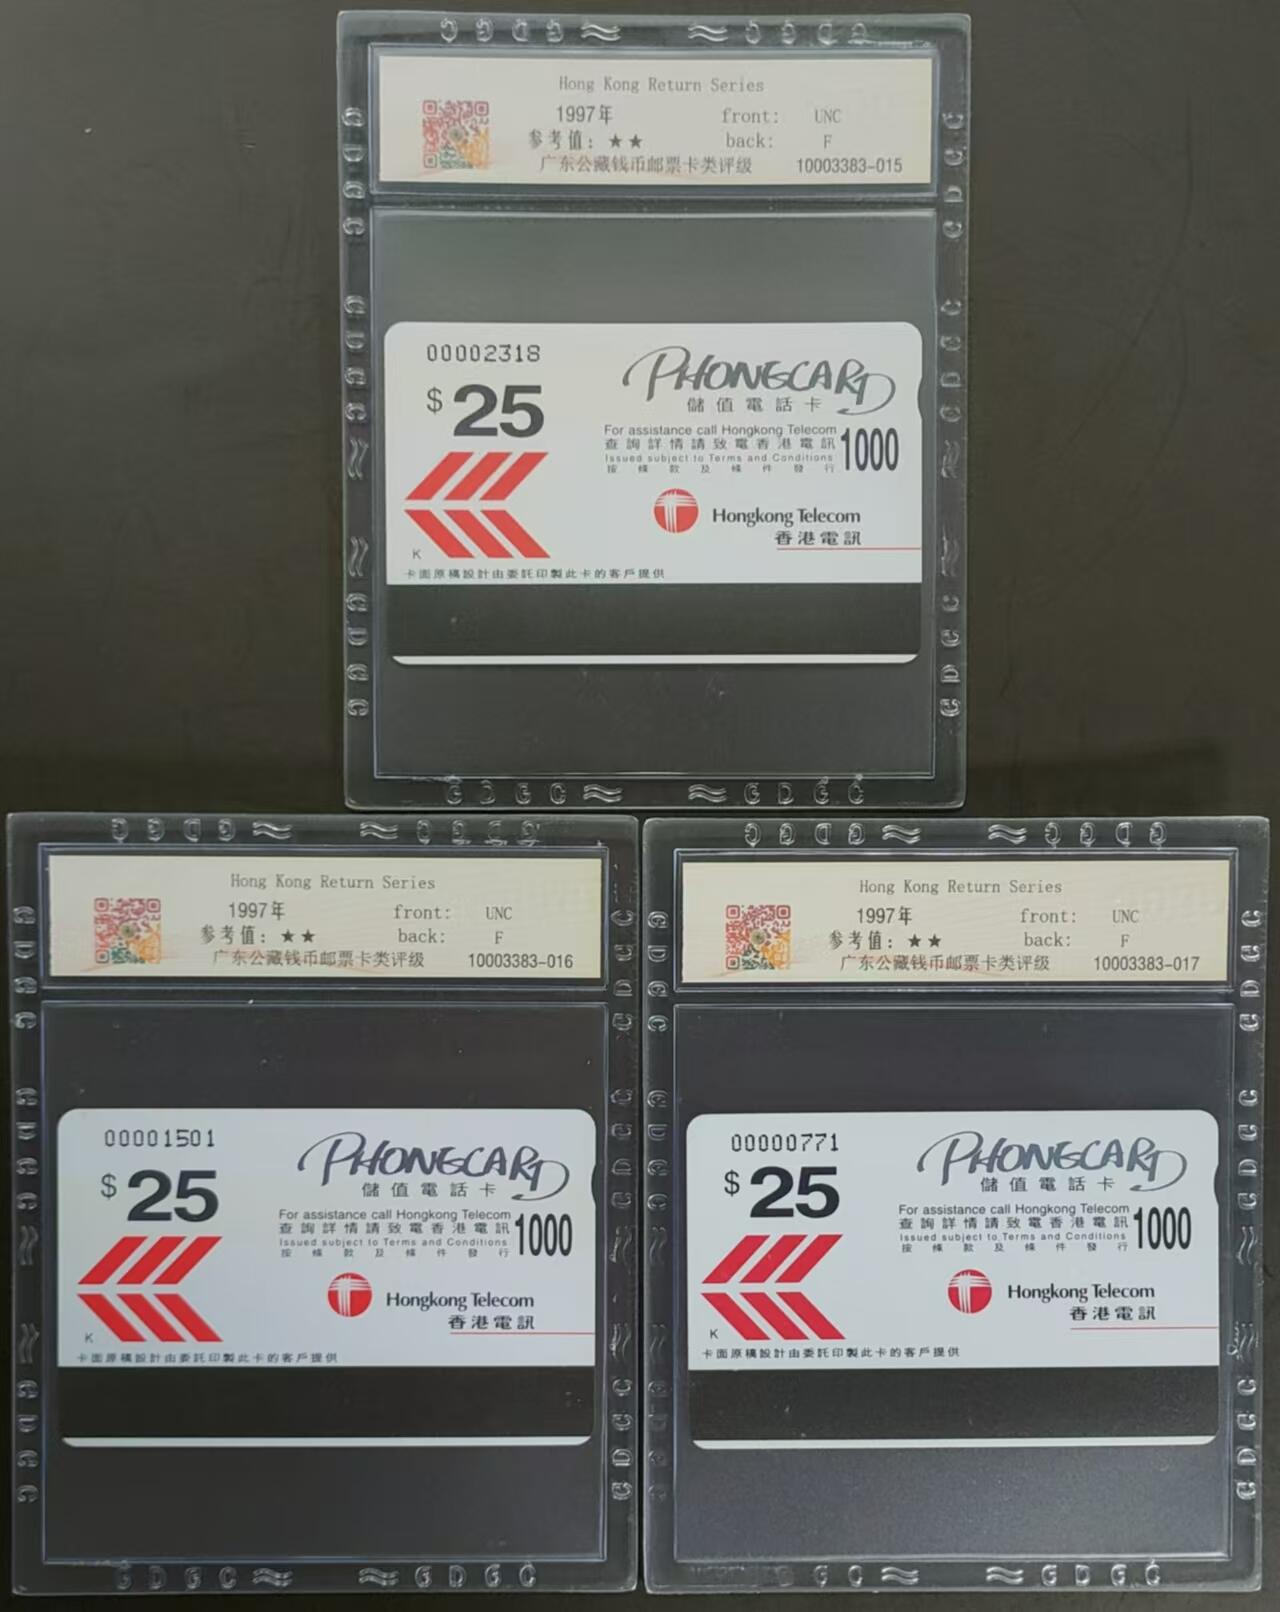 Hong Kong Return Series
1997年 front: UNC
参考值：★★ back: F
广东公藏钱币邮票卡类评级 10003383-015
00002318
$25
PHONECARD
儲值電話卡
For assistance call Hongkong Telecom
查詢詳情請致電香港電訊 1000
Issued subject to Terms and Conditions
按條款及條件發行
Hongkong Telecom
香港電訊
K
卡面原稿設計由委託印製此卡的客戶提供
Hong Kong Return Series
1997年 front: UNC
参考值：★★ back: F
广东公藏钱币邮票卡类评级 10003383-016
00001501
$25
PHONECARD
儲值電話卡
For assistance call Hongkong Telecom
查詢詳情請致電香港電訊 1000
Issued subject to Terms and Conditions
按條款及條件發行
Hongkong Telecom
香港電訊
K
卡面原稿設計由委託印製此卡的客戶提供
Hong Kong Return Series
1997年 front: UNC
参考值：★★ back: F
广东公藏钱币邮票卡类评级 10003383-017
00000771
$25
PHONECARD
儲值電話卡
For assistance call Hongkong Telecom
查詢詳情請致電香港電訊 1000
Issued subject to Terms and Conditions
按條款及條件發行
Hongkong Telecom
香港電訊
K
卡面原稿設計由委託印製此卡的客戶提供